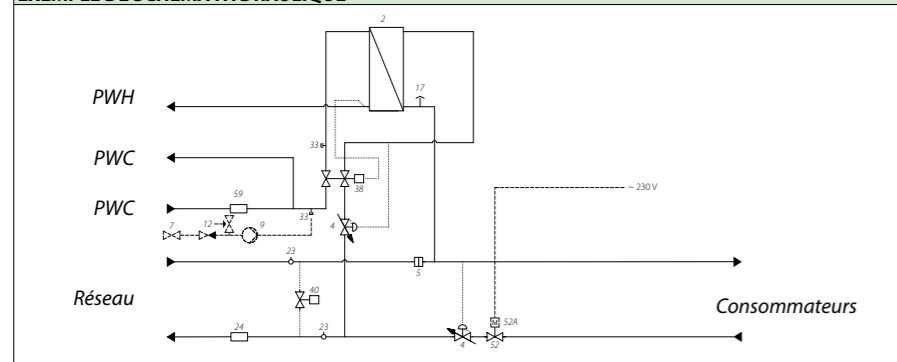 EXEMPLE DE SCHÉMA HYDRAULIQUE
2
PWH
17
33
PWC
38
59
PWC
33
7
12
9
4
23
5
40
Réseau
Consommateurs
24
23
4
52A
M
52
~ 230 V